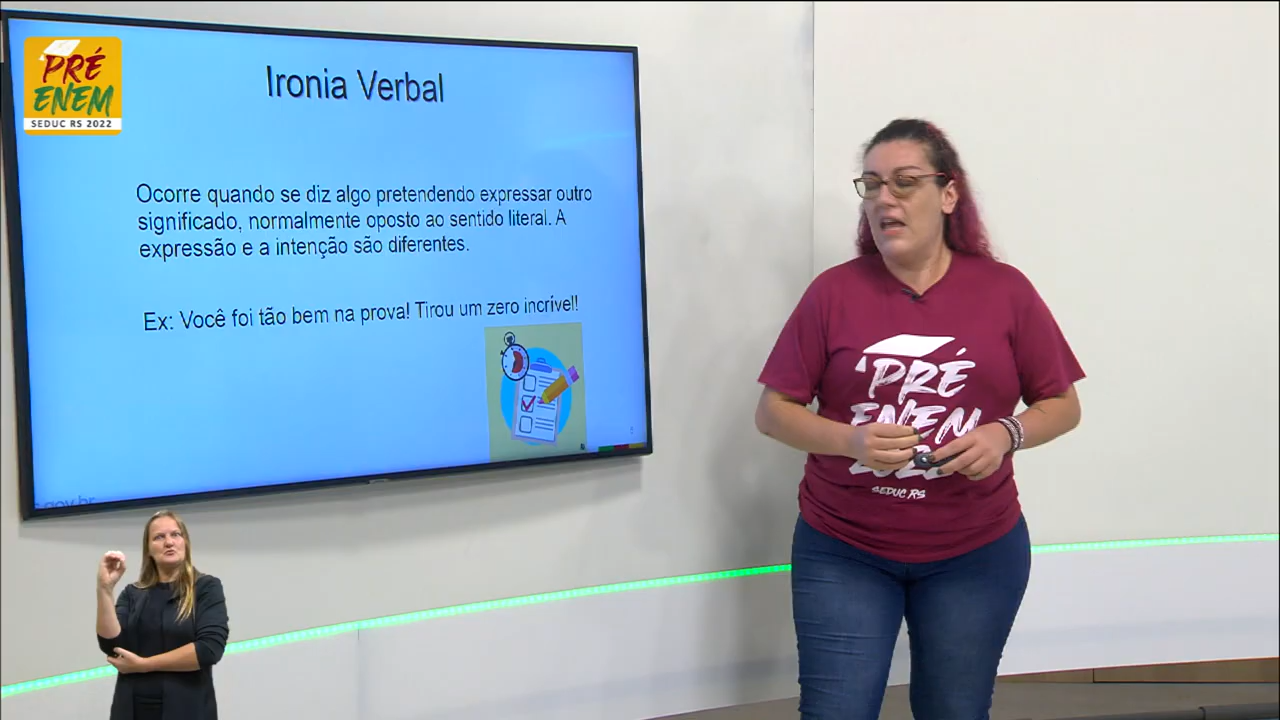 PRÉ
ENEM
SEDUC RS 2022
Ironia Verbal
Ocorre quando se diz algo pretendendo expressar outro
significado, normalmente oposto ao sentido literal. A
expressão e a intenção são diferentes.
Ex: Você foi tão bem na prova! Tirou um zero incrível!
.gov.br
PRÉ
ENEM
SEDUC RS